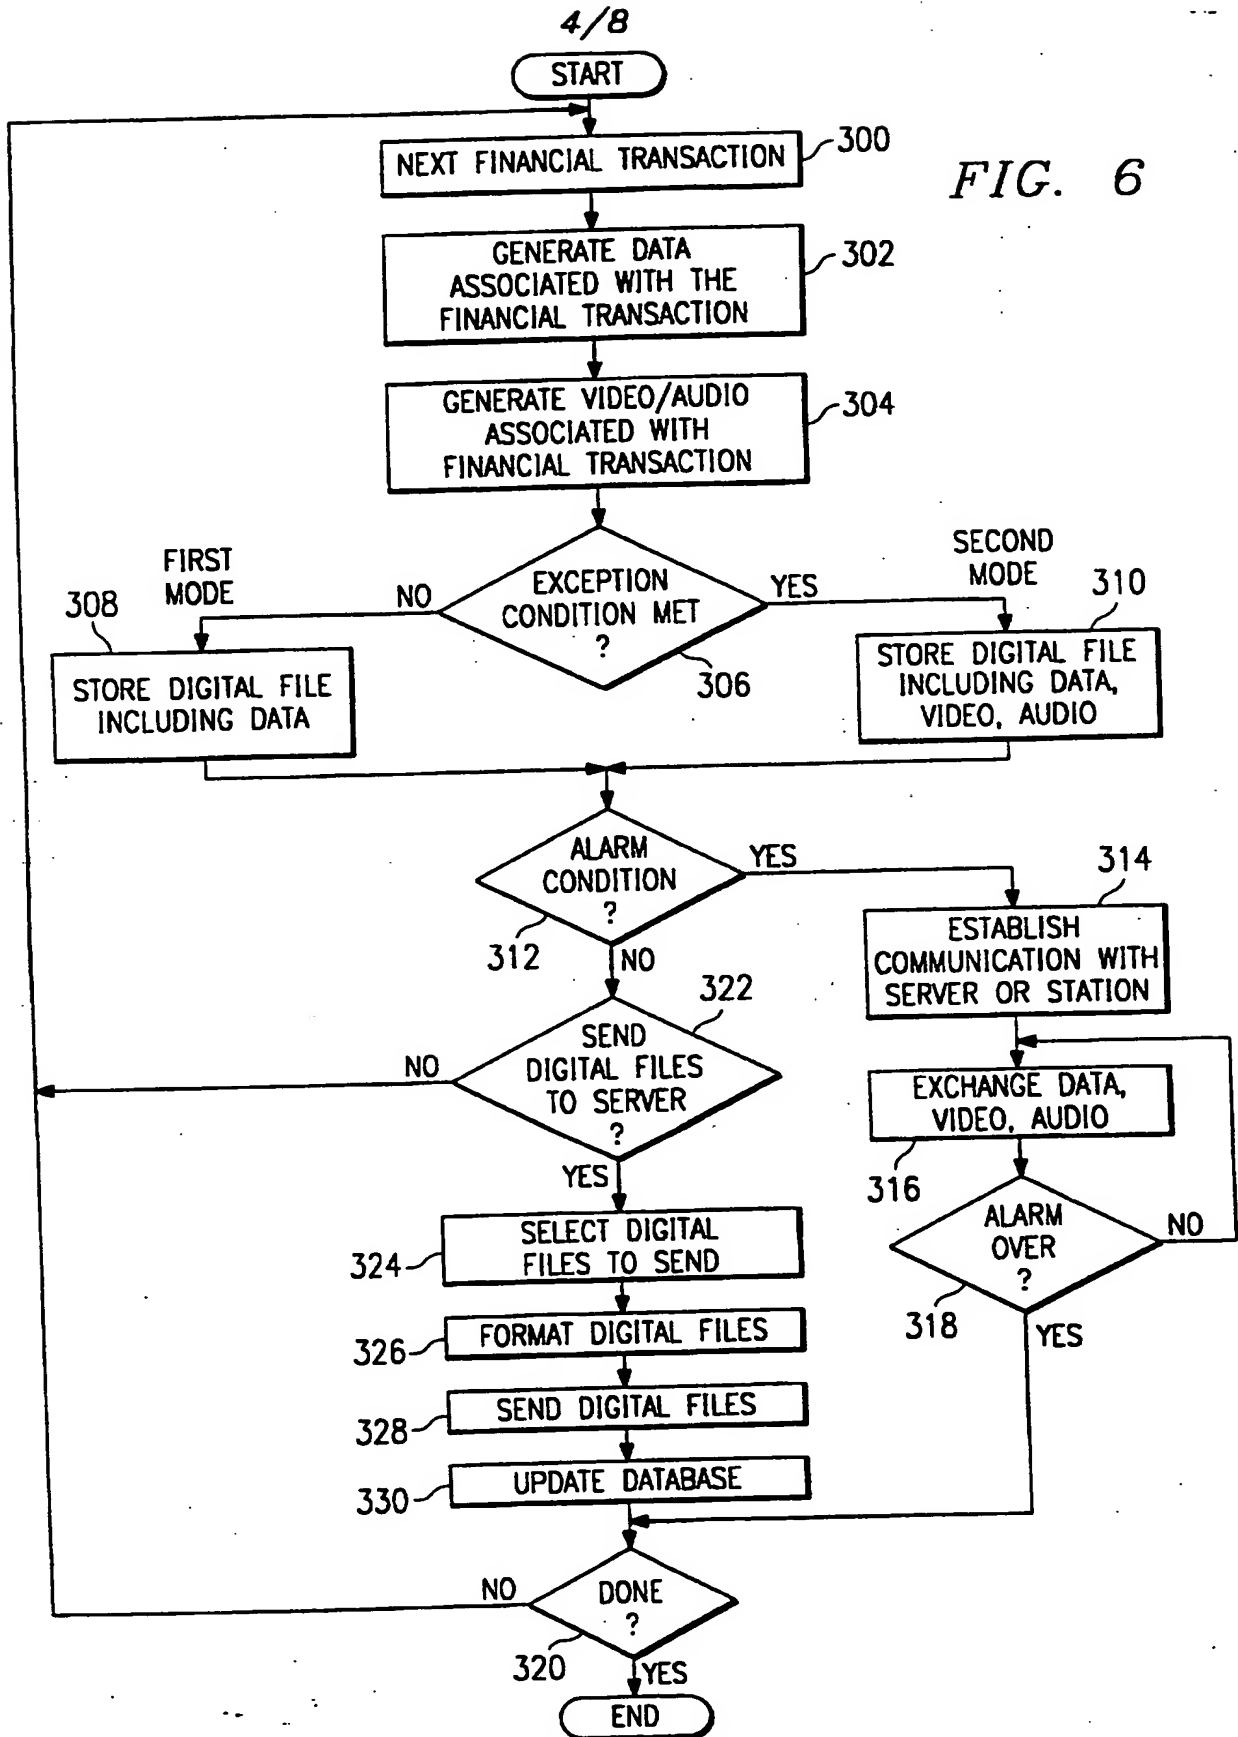 4/8
START
NEXT FINANCIAL TRANSACTION
300
FIG. 6
GENERATE DATA
ASSOCIATED WITH THE
FINANCIAL TRANSACTION
302
GENERATE VIDEO/AUDIO
ASSOCIATED WITH
FINANCIAL TRANSACTION
304
FIRST
MODE
NO
EXCEPTION
CONDITION MET
?
306
YES
SECOND
MODE
308
STORE DIGITAL FILE
INCLUDING DATA
310
STORE DIGITAL FILE
INCLUDING DATA,
VIDEO, AUDIO
ALARM
CONDITION
?
312
YES
NO
314
ESTABLISH
COMMUNICATION WITH
SERVER OR STATION
322
SEND
DIGITAL FILES
TO SERVER
?
NO
YES
EXCHANGE DATA,
VIDEO, AUDIO
316
ALARM
OVER
?
318
NO
YES
SELECT DIGITAL
FILES TO SEND
324
FORMAT DIGITAL FILES
326
SEND DIGITAL FILES
328
UPDATE DATABASE
330
NO
DONE
?
320
YES
END